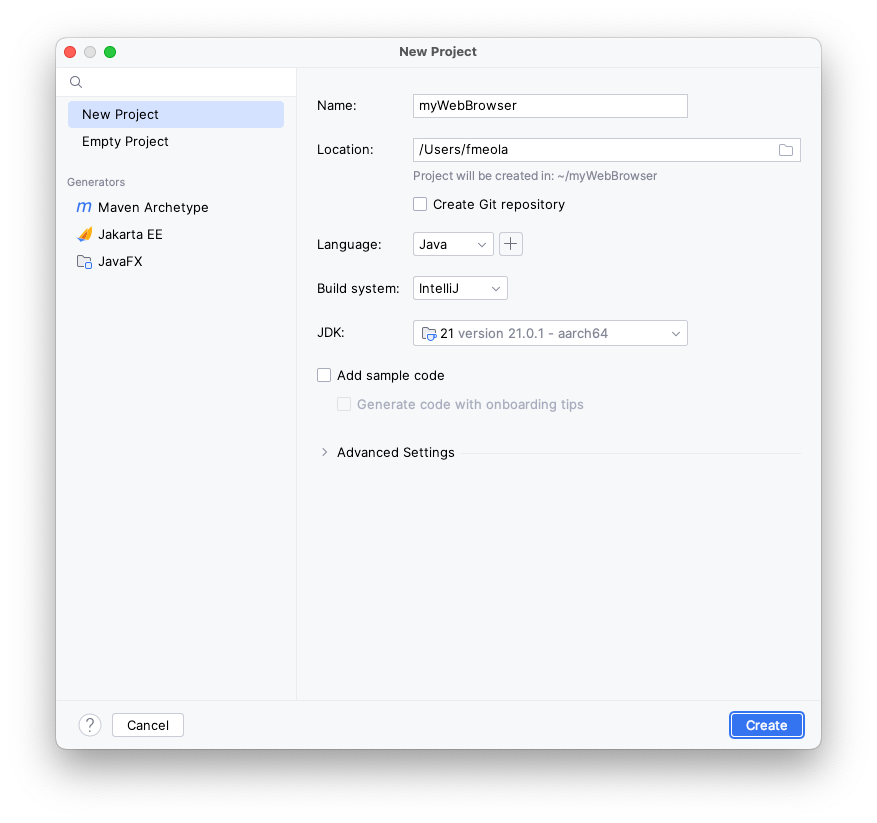 New Project
New Project
Empty Project
Generators
Maven Archetype
Jakarta EE
JavaFX
Name: myWebBrowser
Location: /Users/fmeola
Project will be created in: ~/myWebBrowser
Create Git repository
Language: Java
Build system: IntelliJ
JDK: 21 version 21.0.1 - aarch64
Add sample code
Generate code with onboarding tips
Advanced Settings
? Cancel Create